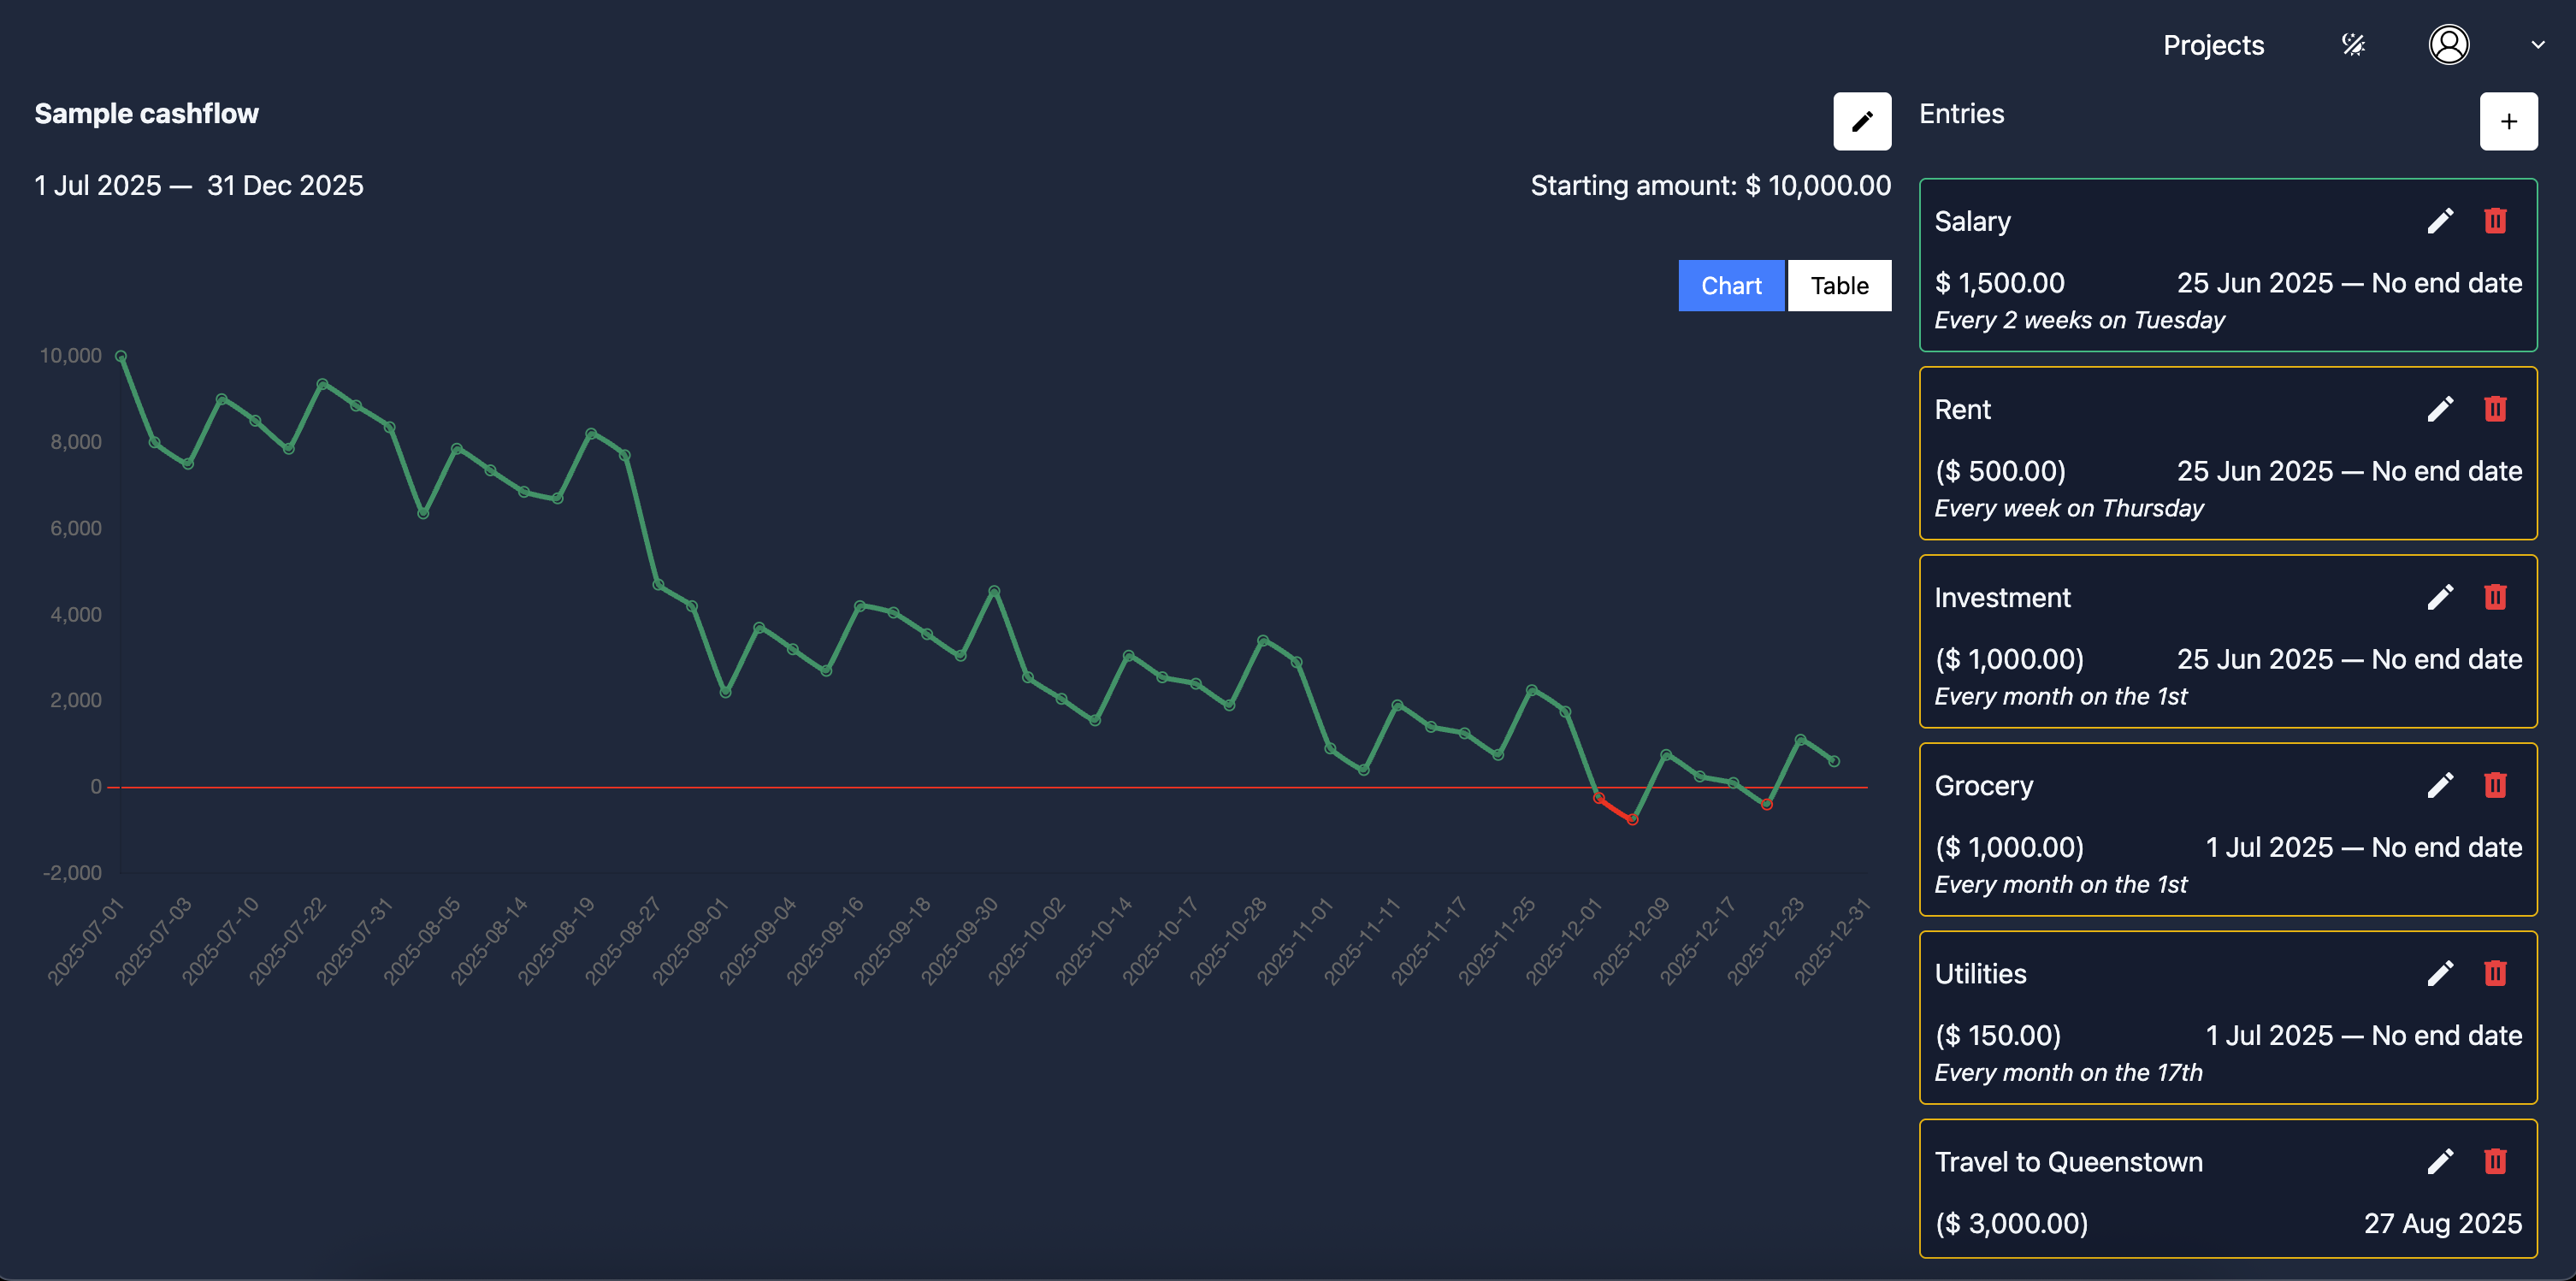 Projects
Sample cashflow
1 Jul 2025 — 31 Dec 2025
Starting amount: $ 10,000.00
Chart
Table
10,000
8,000
6,000
4,000
2,000
0
-2,000
2025-07-01
2025-07-03
2025-07-10
2025-07-22
2025-07-31
2025-08-05
2025-08-14
2025-08-19
2025-08-27
2025-09-01
2025-09-04
2025-09-16
2025-09-18
2025-09-30
2025-10-02
2025-10-14
2025-10-17
2025-10-28
2025-11-01
2025-11-11
2025-11-17
2025-11-25
2025-12-01
2025-12-09
2025-12-17
2025-12-23
2025-12-31
Entries
+
Salary
$ 1,500.00 25 Jun 2025 — No end date
Every 2 weeks on Tuesday
Rent
($ 500.00) 25 Jun 2025 — No end date
Every week on Thursday
Investment
($ 1,000.00) 25 Jun 2025 — No end date
Every month on the 1st
Grocery
($ 1,000.00) 1 Jul 2025 — No end date
Every month on the 1st
Utilities
($ 150.00) 1 Jul 2025 — No end date
Every month on the 17th
Travel to Queenstown
($ 3,000.00) 27 Aug 2025